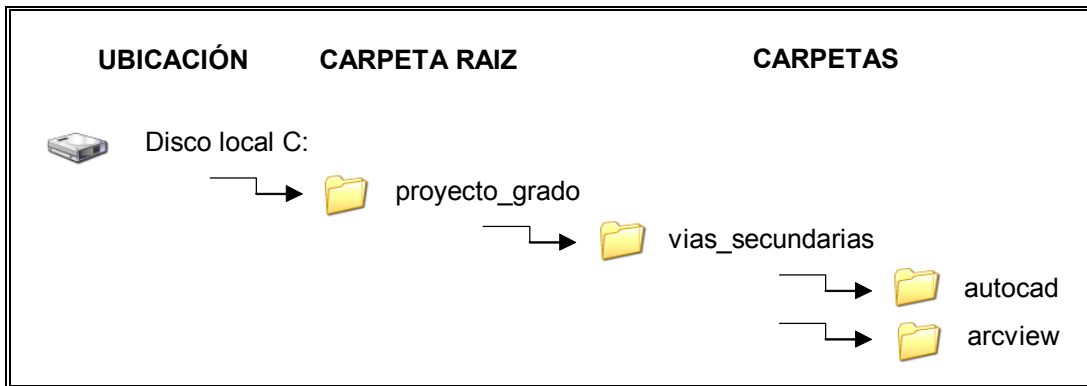 UBICACIÓN CARPETA RAIZ CARPETAS
Disco local C:
proyecto_grado
vias_secundarias
autocad
arcview